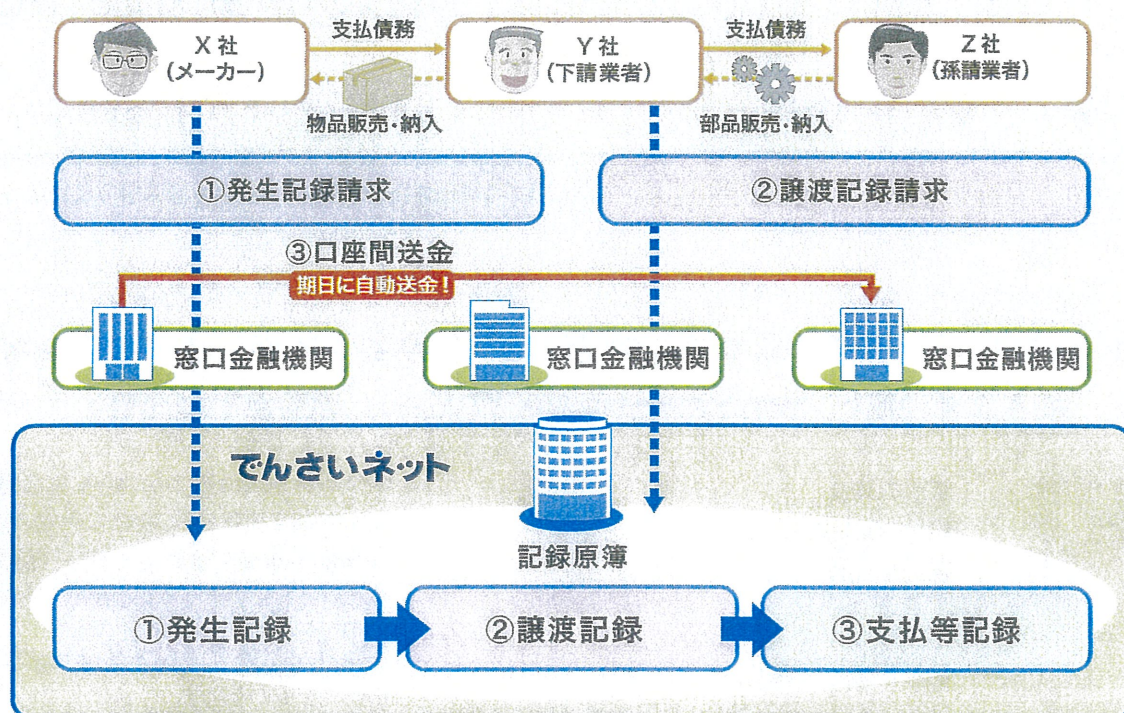 X社
(メーカー)
支払債務
物品販売・納入
Y社
(下請業者)
支払債務
部品販売・納入
Z社
(孫請業者)
①発生記録請求
②譲渡記録請求
③口座間送金
期日に自動送金!
窓口金融機関
窓口金融機関
窓口金融機関
でんさいネット
記録原簿
①発生記録
②譲渡記録
③支払等記録